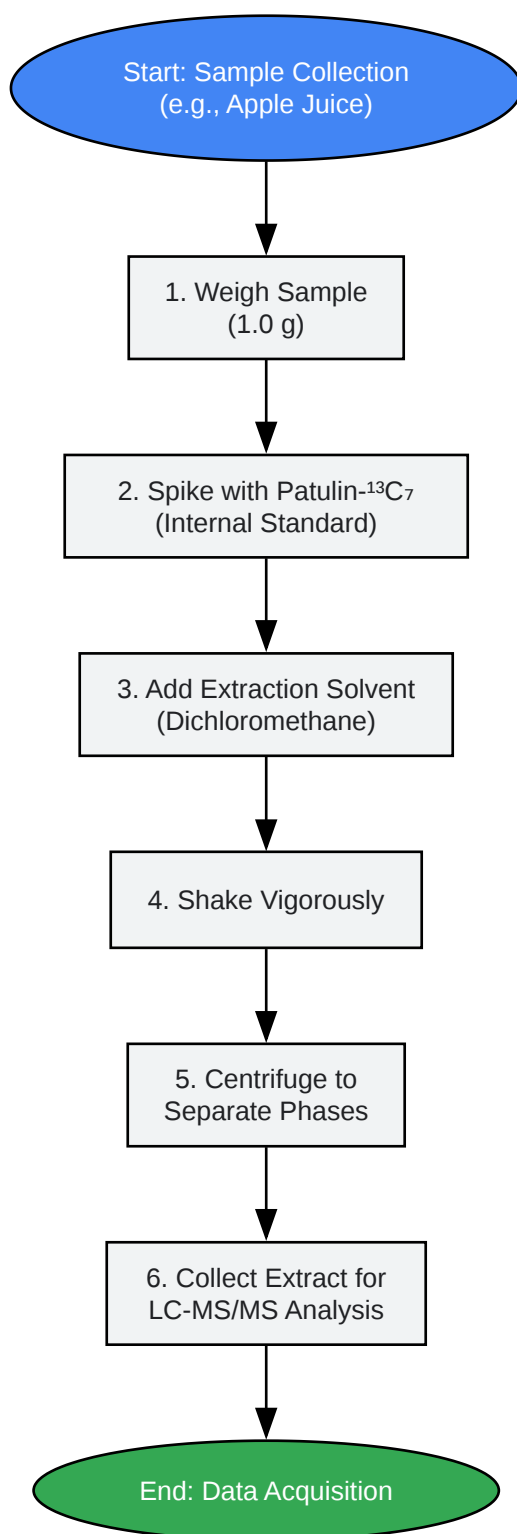 Start: Sample Collection
(e.g., Apple Juice)
1. Weigh Sample
(1.0 g)
2. Spike with Patulin-¹³C₇
(Internal Standard)
3. Add Extraction Solvent
(Dichloromethane)
4. Shake Vigorously
5. Centrifuge to
Separate Phases
6. Collect Extract for
LC-MS/MS Analysis
End: Data Acquisition